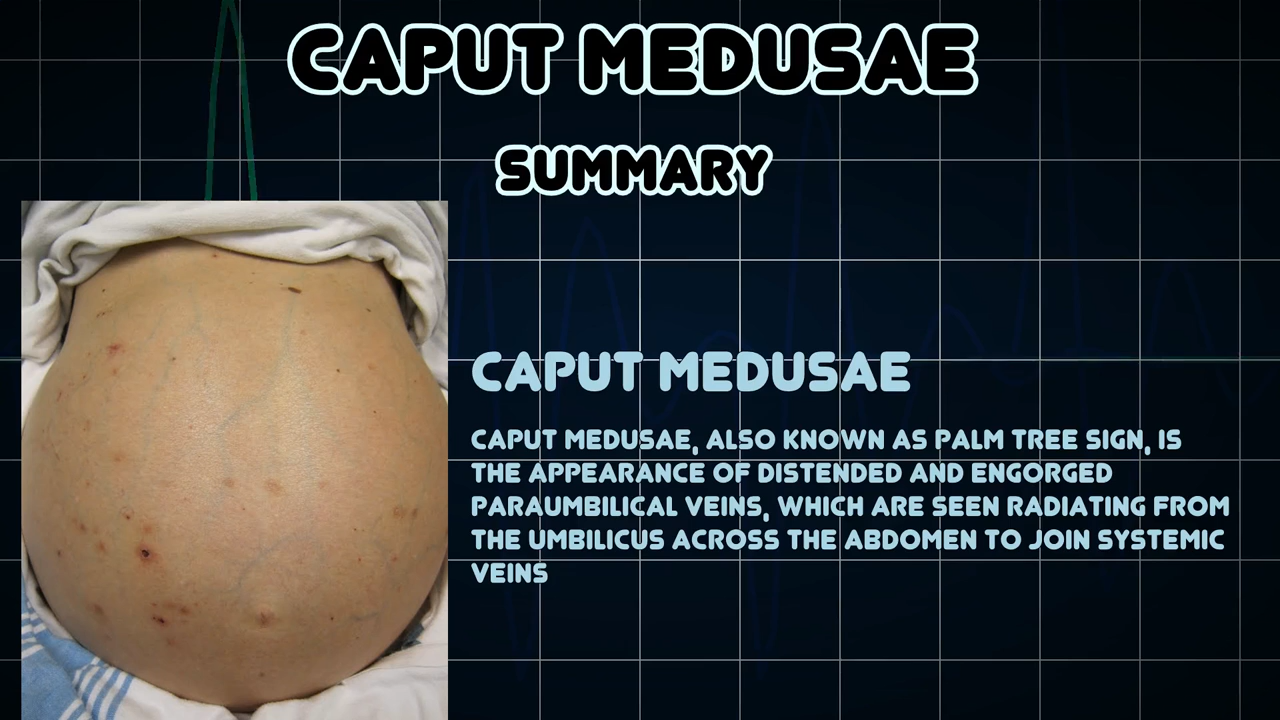 CAPUT MEDUSAE
SUMMARY
CAPUT MEDUSAE
CAPUT MEDUSAE, ALSO KNOWN AS PALM TREE SIGN, IS
THE APPEARANCE OF DISTENDED AND ENGORGED
PARAUMBILICAL VEINS, WHICH ARE SEEN RADIATING FROM
THE UMBILICUS ACROSS THE ABDOMEN TO JOIN SYSTEMIC
VEINS